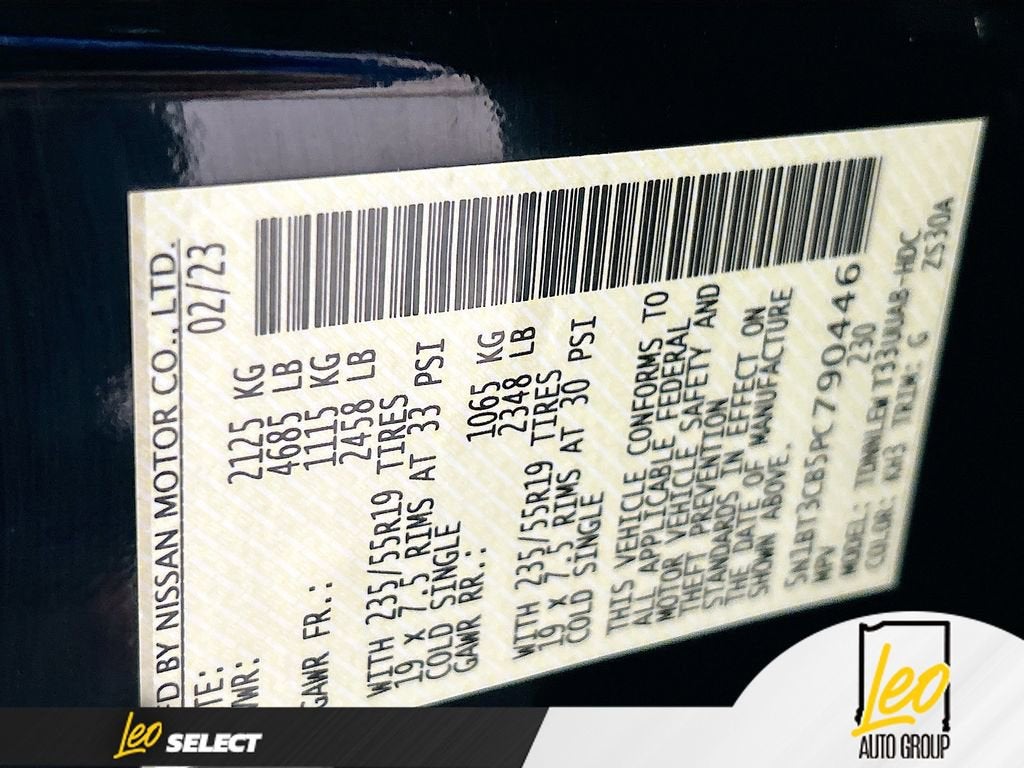 D BY NISSAN MOTOR CO., LTD.
TE: 02/23
WR: 2125 KG
4685 LB
GAWR FR.: 1115 KG
2458 LB
WITH 235/55R19 TIRES
19 X 7.5 RIMS AT 33 PSI
COLD SINGLE
GAWR RR.: 1065 KG
2348 LB
WITH 235/55R19 TIRES
19 X 7.5 RIMS AT 30 PSI
COLD SINGLE
THIS VEHICLE CONFORMS TO
ALL APPLICABLE FEDERAL
MOTOR VEHICLE SAFETY AND
THEFT PREVENTION
STANDARDS IN EFFECT ON
THE DATE OF MANUFACTURE
SHOWN ABOVE.
5N1BT3CB5PC790446
MPV 230
MODEL: UUAB-HDC
COLOR: KH3 TRIM: G ZS30A
Leo SELECT
Leo
AUTO GROUP